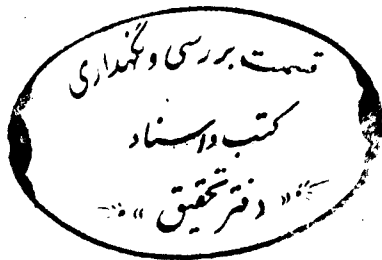 قسمت بررسی و نگهداری
کتب و اسناد
« دفتر تحقیق »